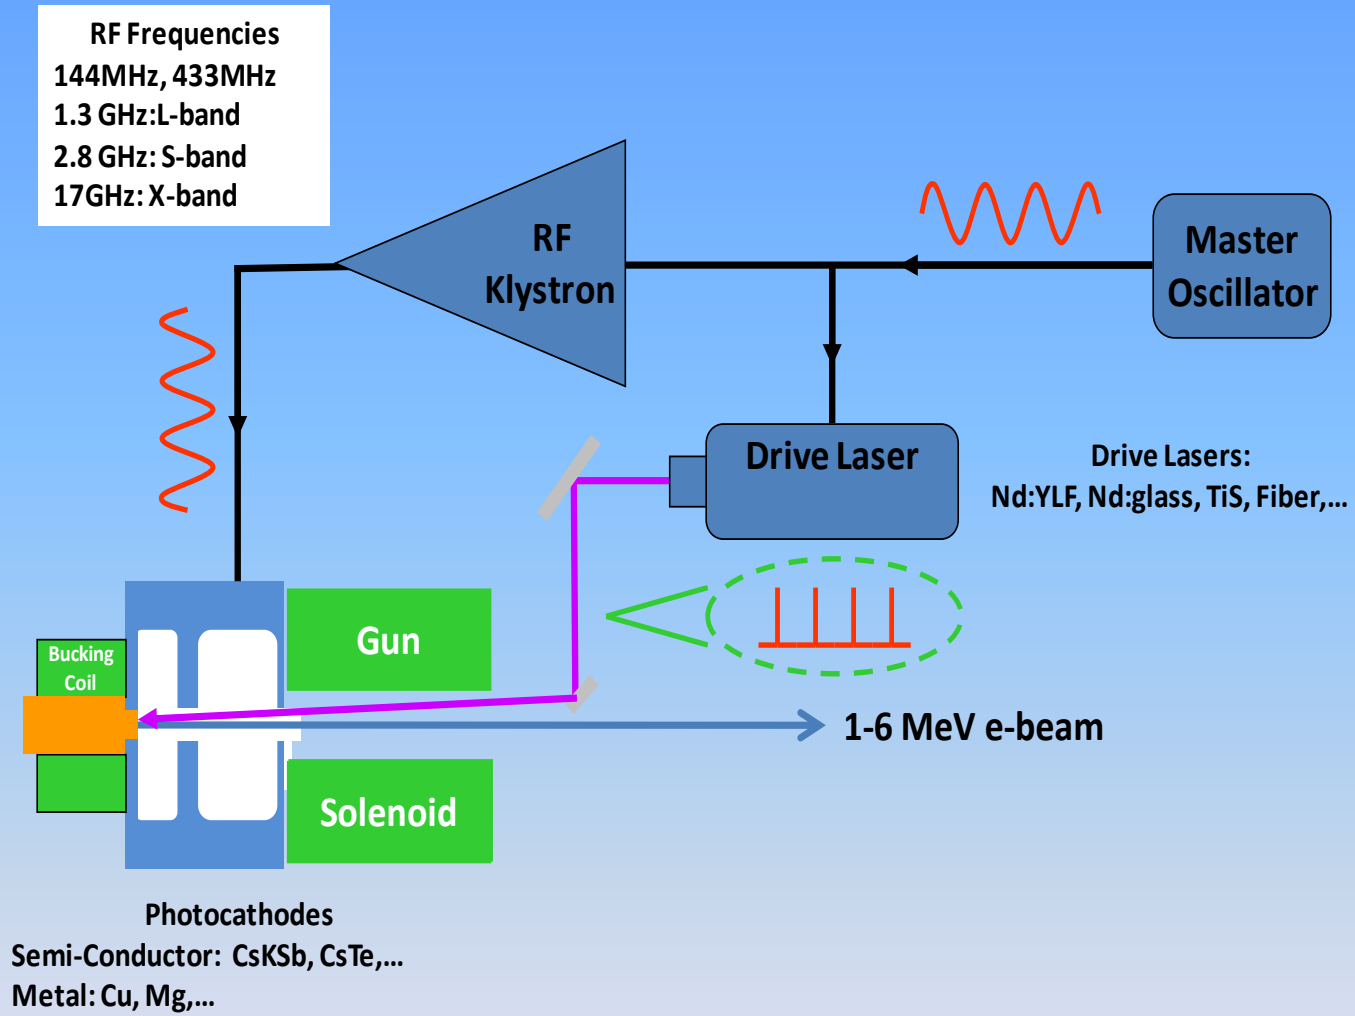 RF Frequencies
144MHz, 433MHz
1.3 GHz:L-band
2.8 GHz: S-band
17GHz: X-band
RF
Klystron
Master
Oscillator
Drive Laser
Drive Lasers:
Nd:YLF, Nd:glass, TiS, Fiber,...
Gun
Bucking
Coil
1-6 MeV e-beam
Solenoid
Photocathodes
Semi-Conductor: CsKSb, CsTe,...
Metal: Cu, Mg,...